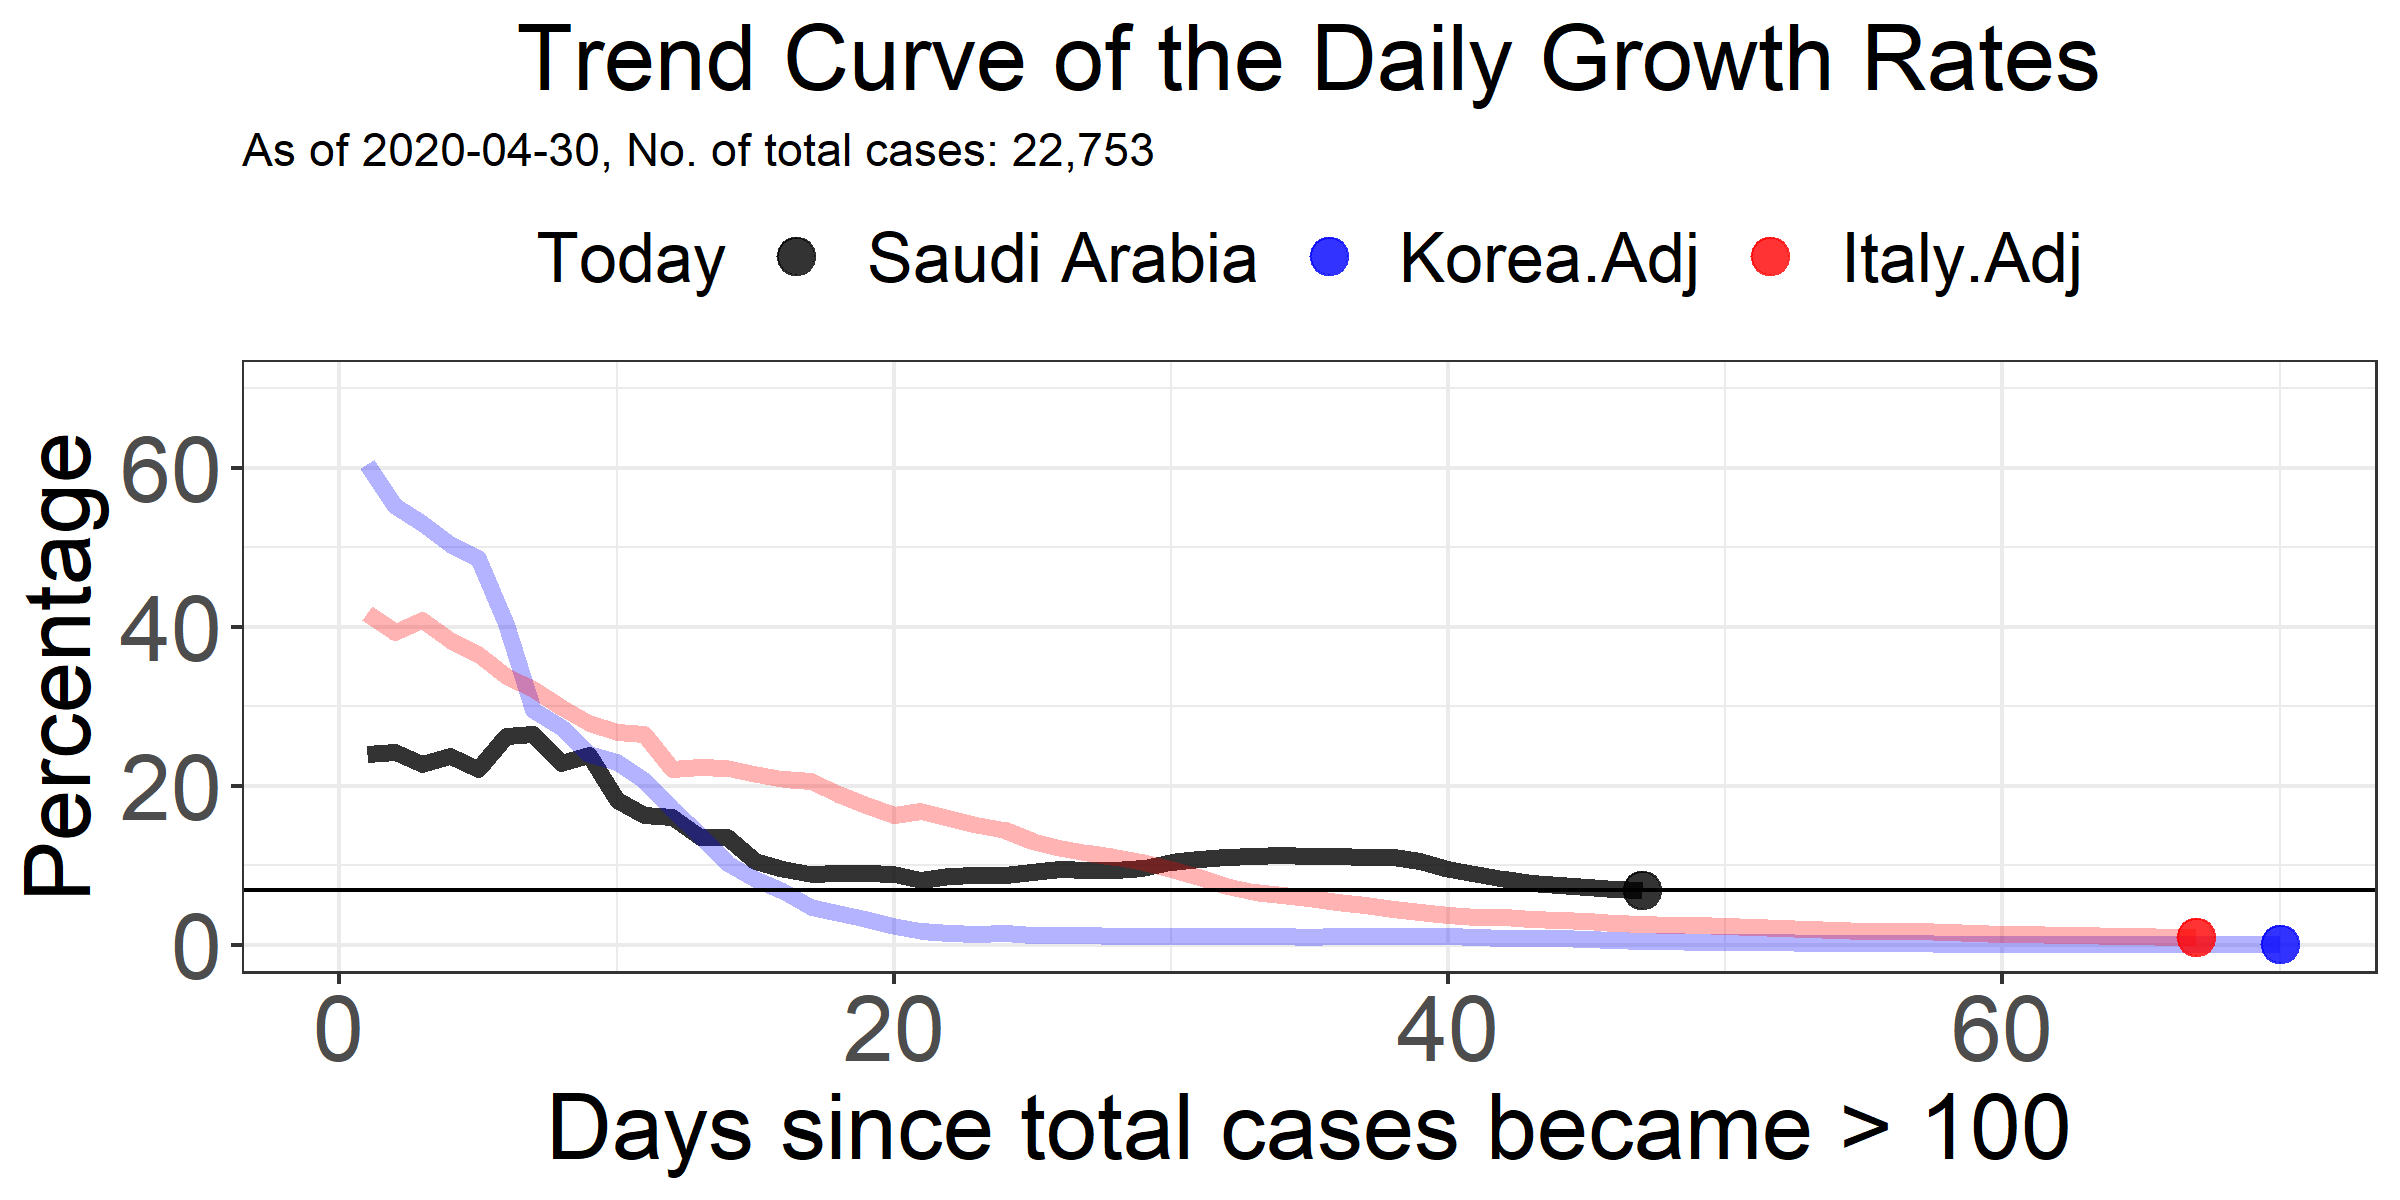 Trend Curve of the Daily Growth Rates
As of 2020-04-30, No. of total cases: 22,753
Today Saudi Arabia Korea.Adj Italy.Adj
Percentage
60
40
20
0
0 20 40 60
Days since total cases became > 100